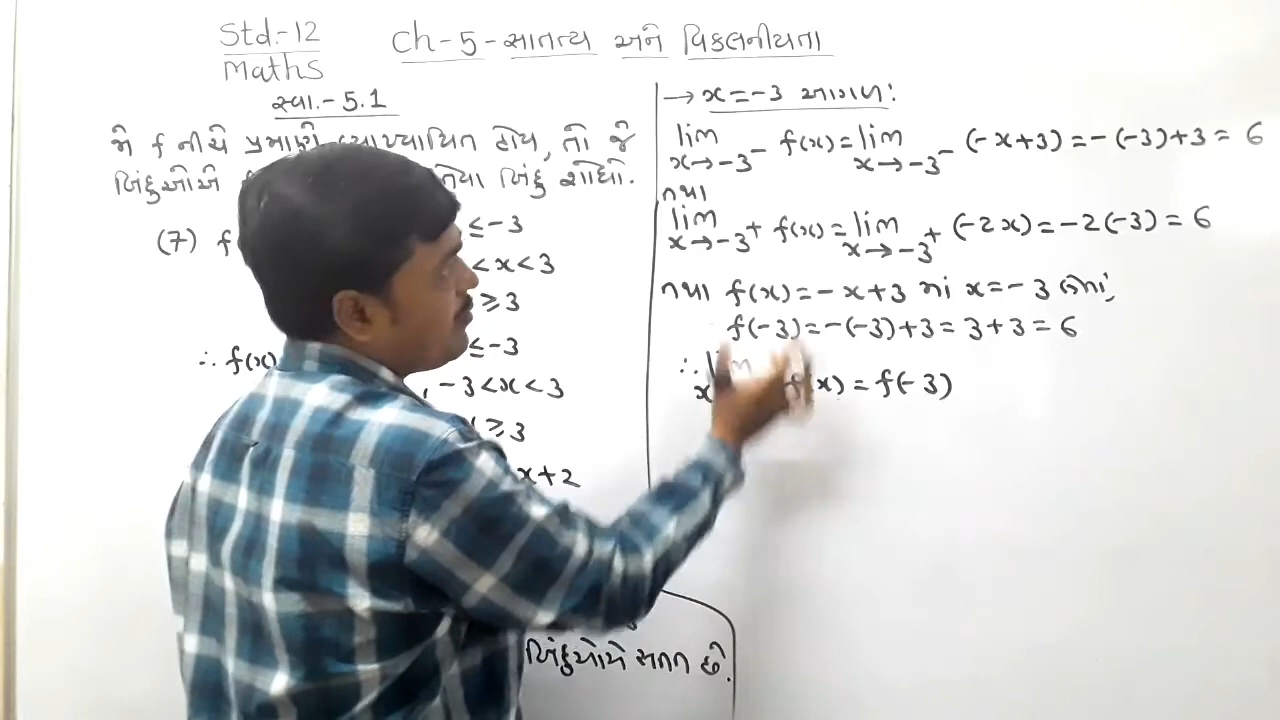 Std.-12
Maths
Ch-5-સાતત્ય અને વિકલનીયતા
સ્વા.-5.1
જો f નીચે પ્રમાણે વ્યાખ્યાયિત હોય, તો જે
બિંદુઓએ બિંદુ શોધો.
(7) f ≤-3
<x<3
≥3
∴ f(x) ≤-3
, -3<x<3
≥3
x+2
બિંદુઓએ સતત છે.
→ x=-3 આગળ:
lim x→-3⁻ f(x)= lim x→-3⁻ (-x+3)=-(-3)+3=6
તથા
lim x→-3⁺ f(x)= lim x→-3⁺ (-2x)=-2(-3)=6
તથા f(x)=-x+3 માં x=-3 લેતાં,
f(-3)=-(-3)+3=3+3=6
∴ lim x f(x)=f(-3)